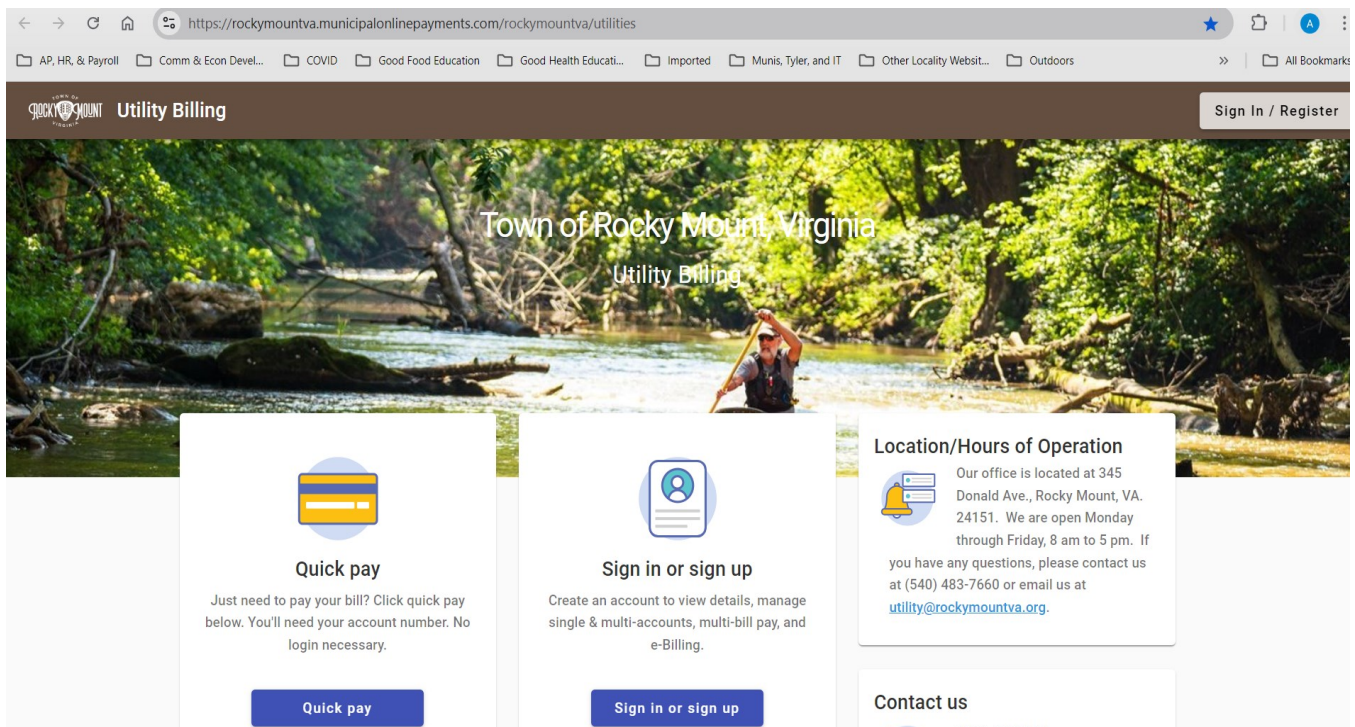 https://rockymountva.municipalonlinepayments.com/rockymountva/utilities
A
AP, HR, & Payroll
Comm & Econ Devel...
COVID
Good Food Education
Good Health Educati...
Imported
Munis, Tyler, and IT
Other Locality Websit...
Outdoors
»
All Bookmarks
TOWN OF
ROCKY MOUNT
VIRGINIA
Utility Billing
Sign In / Register
Town of Rocky Mount, Virginia
Utility Billing
Quick pay
Just need to pay your bill? Click quick pay
below. You'll need your account number. No
login necessary.
Quick pay
Sign in or sign up
Create an account to view details, manage
single & multi-accounts, multi-bill pay, and
e-Billing.
Sign in or sign up
Location/Hours of Operation
Our office is located at 345
Donald Ave., Rocky Mount, VA.
24151. We are open Monday
through Friday, 8 am to 5 pm. If
you have any questions, please contact us
at (540) 483-7660 or email us at
utility@rockymountva.org.
Contact us